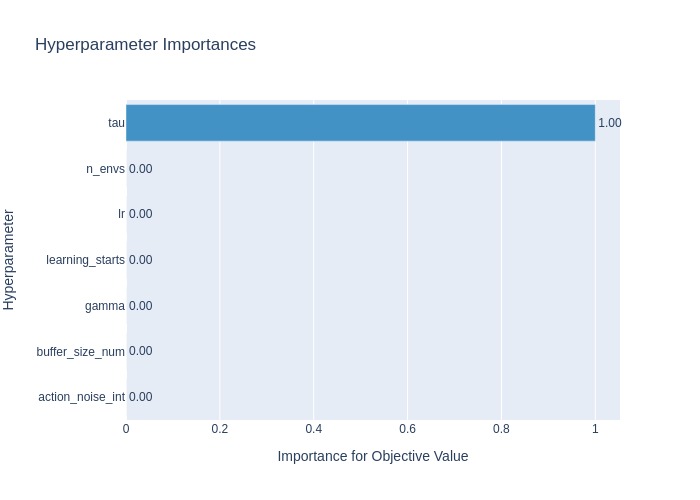 Hyperparameter Importances
Hyperparameter
tau 1.00
n_envs 0.00
lr 0.00
learning_starts 0.00
gamma 0.00
buffer_size_num 0.00
action_noise_int 0.00
0 0.2 0.4 0.6 0.8 1
Importance for Objective Value